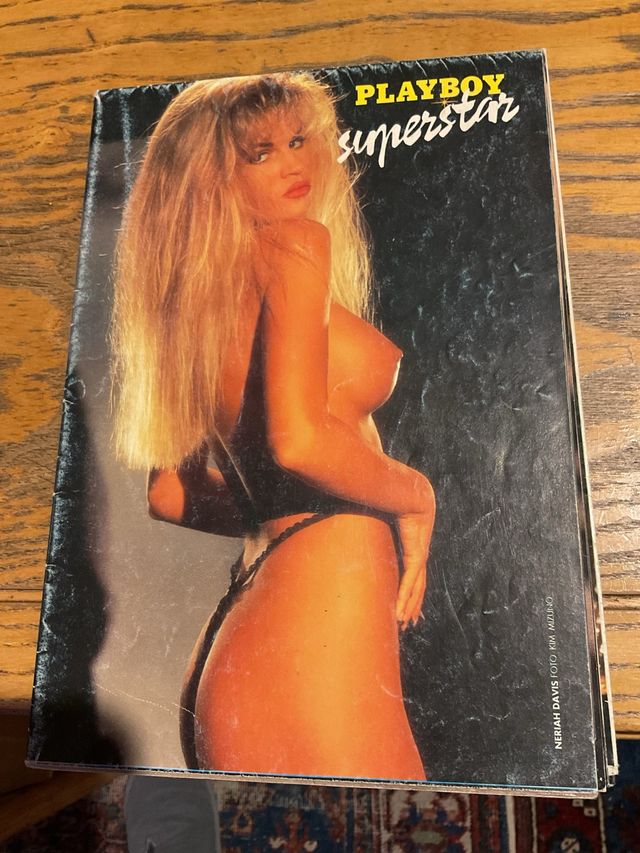 PLAYBOY
superstar
NERIAH DAVIS FOTO KIM MIZUNO